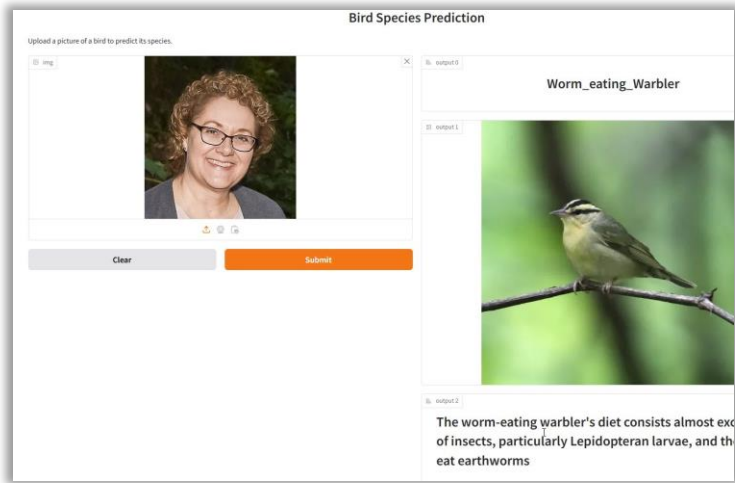 Bird Species Prediction
Upload a picture of a bird to predict its species.
img
output 0
Worm_eating_Warbler
output 1
Clear
Submit
output 2
The worm-eating warbler's diet consists almost exc
of insects, particularly Lepidopteran larvae, and th
eat earthworms